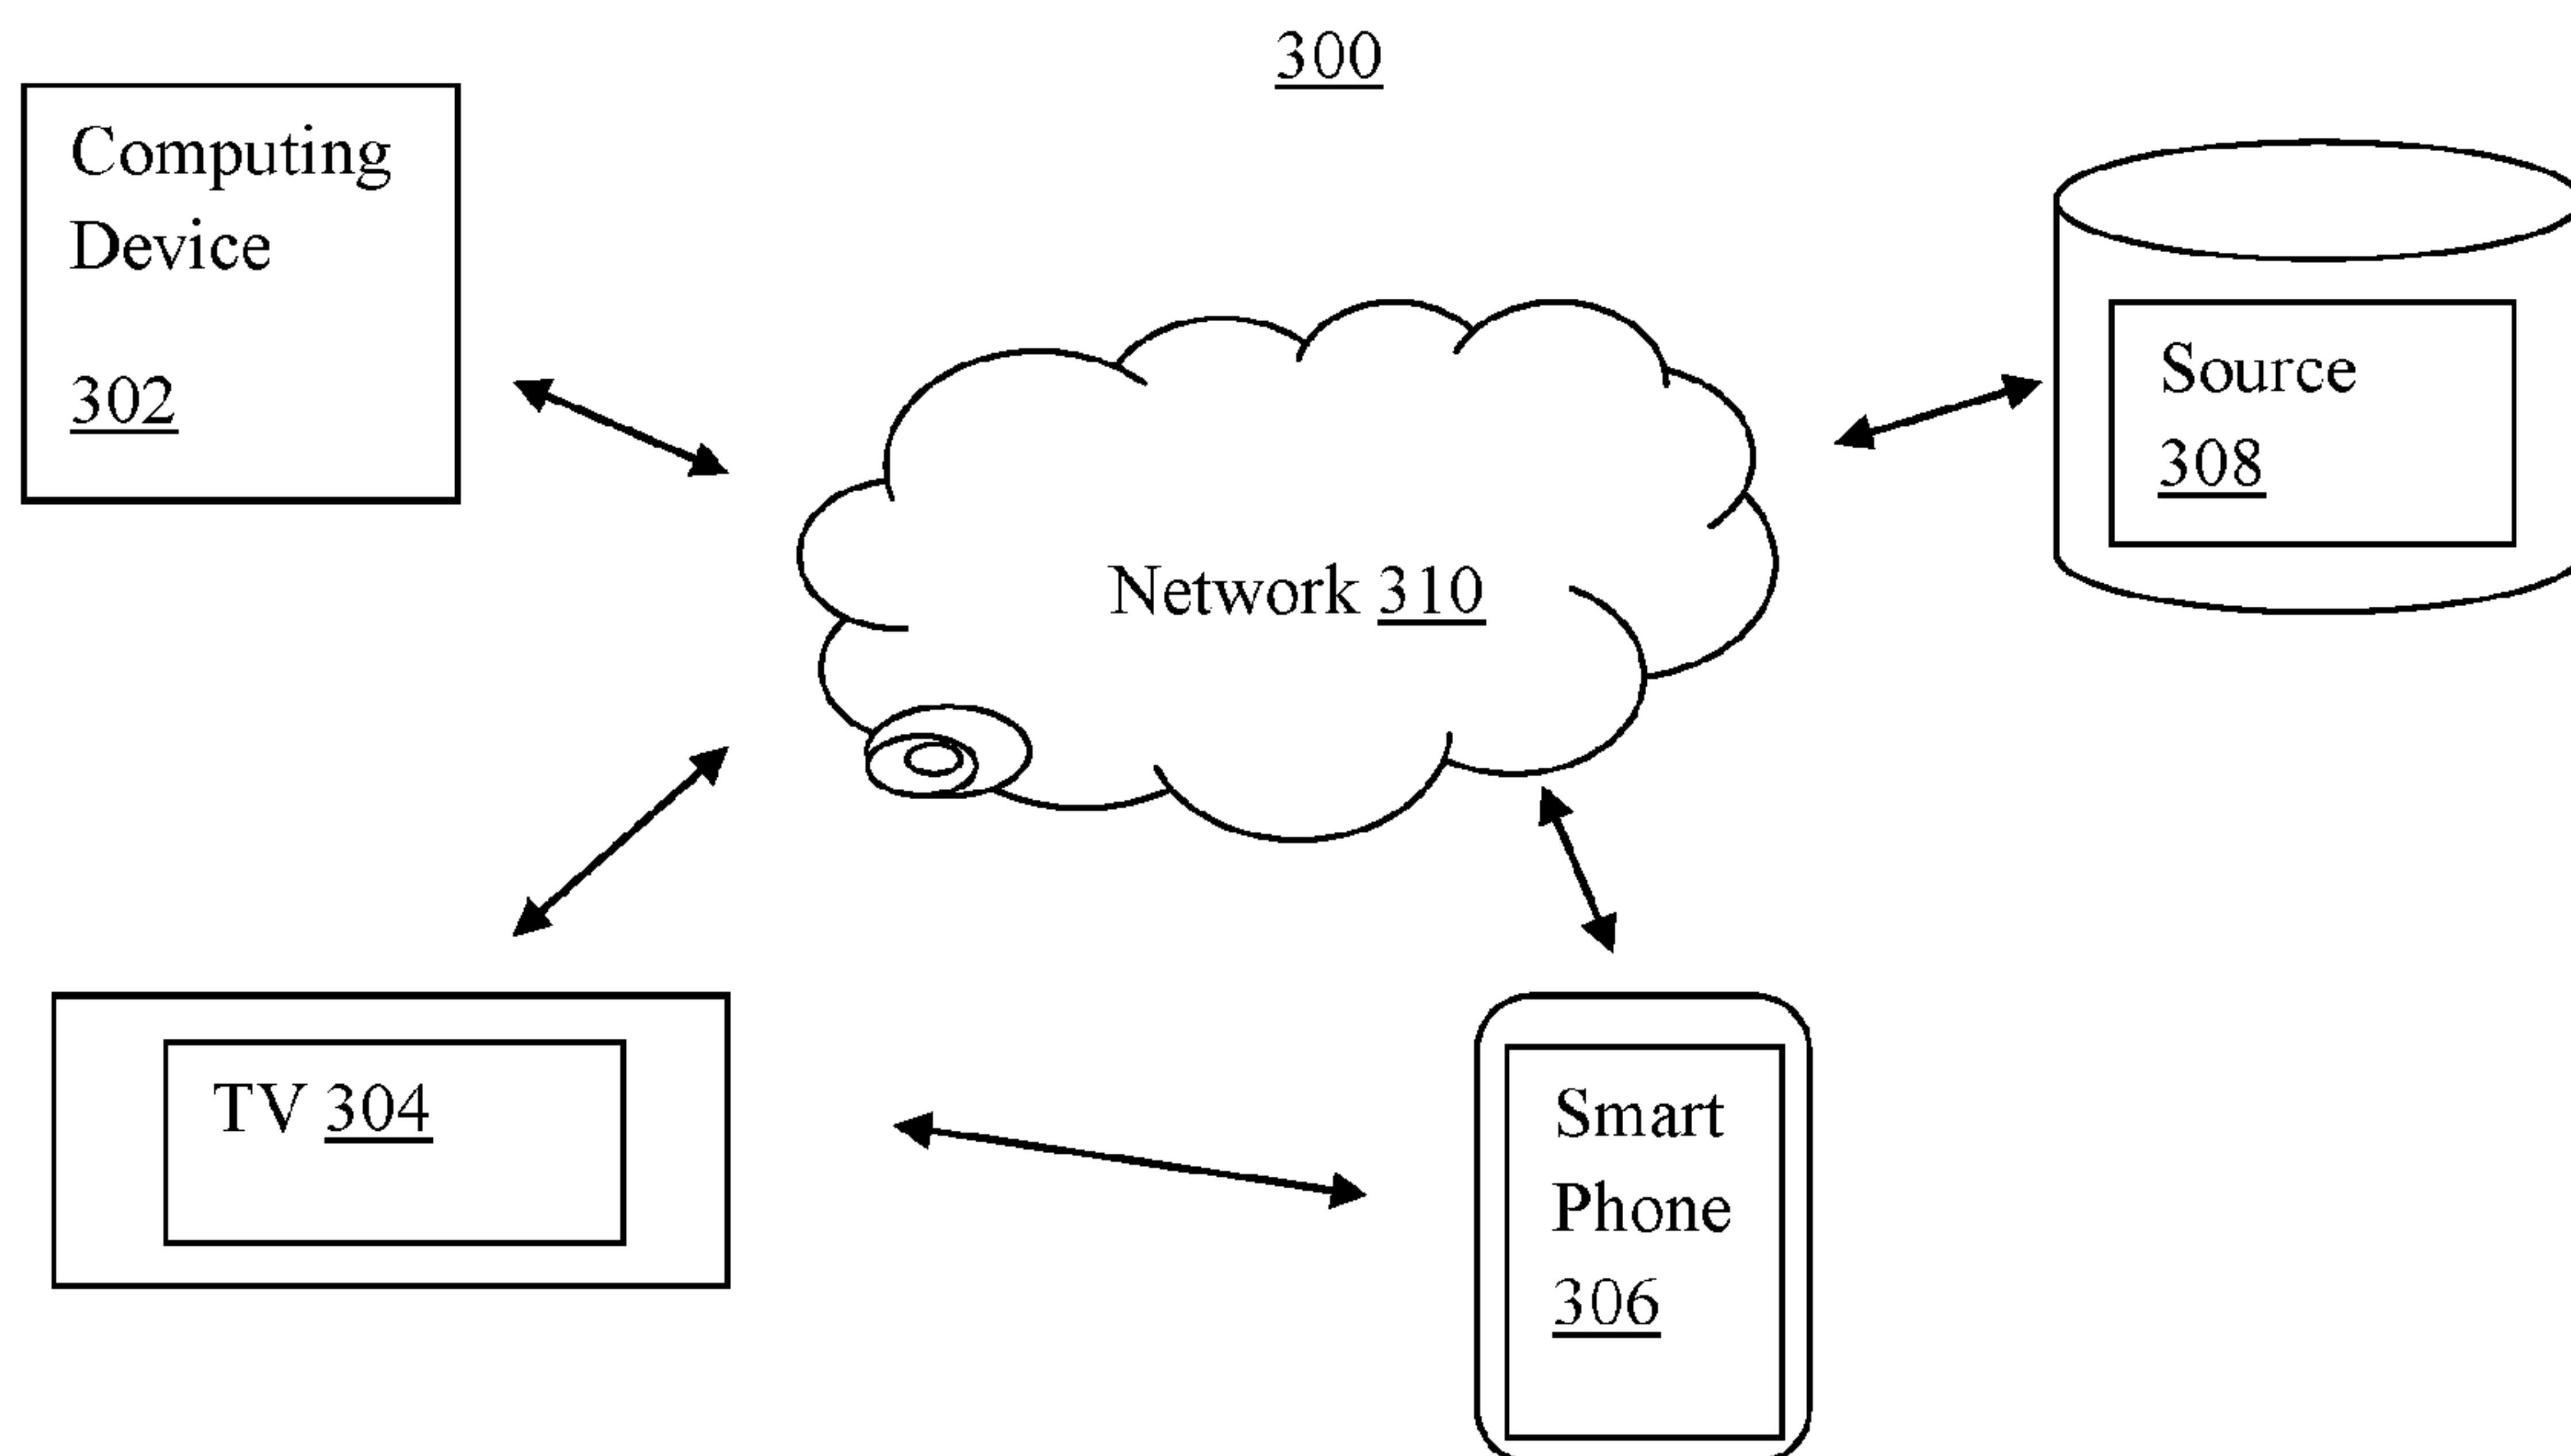 300
Computing
Device
302
Source
308
Network 310
TV 304
Smart
Phone
306